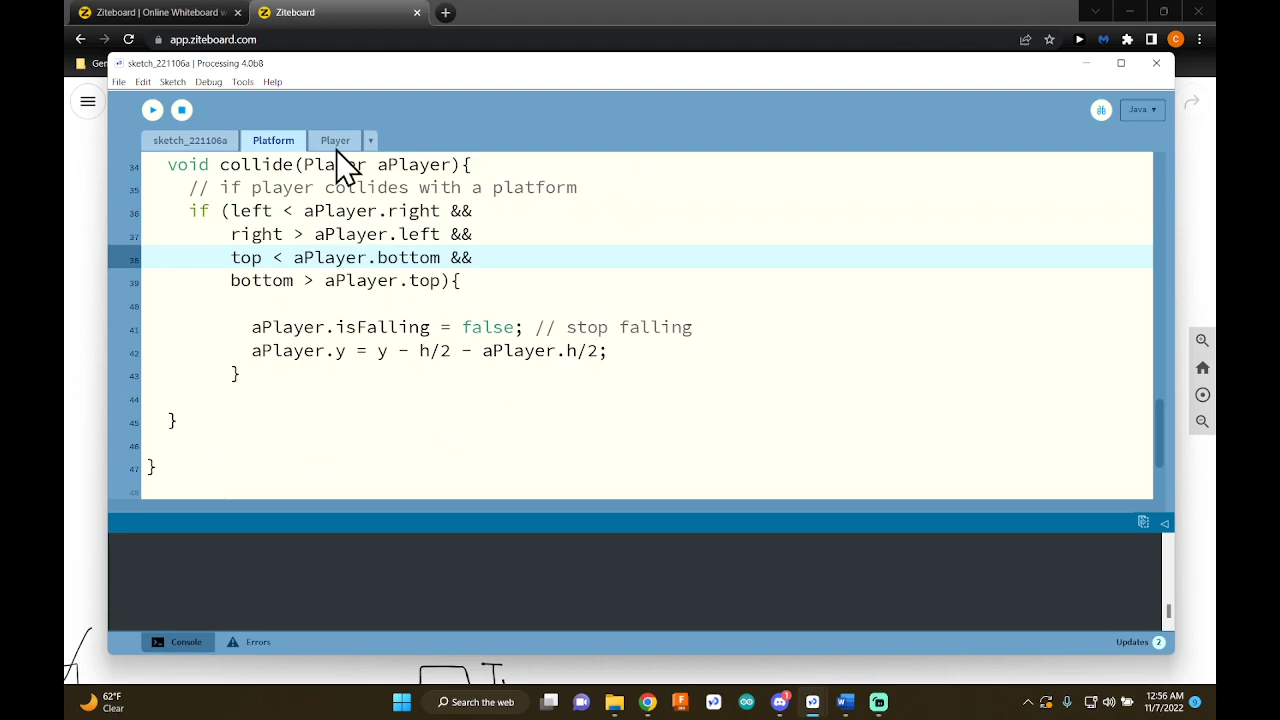 Ziteboard | Online Whiteboard w
Ziteboard
app.ziteboard.com
Gen
sketch_221106a | Processing 4.0b8
File Edit Sketch Debug Tools Help
Java
sketch_221106a Platform Player
34 void collide(Player aPlayer){
35 // if player collides with a platform
36 if (left < aPlayer.right &&
37 right > aPlayer.left &&
38 top < aPlayer.bottom &&
39 bottom > aPlayer.top){
40
41 aPlayer.isFalling = false; // stop falling
42 aPlayer.y = y - h/2 - aPlayer.h/2;
43 }
44
45 }
46
47 }
48
Console Errors Updates 2
62°F
Clear
Search the web
1
12:56 AM
11/7/2022
9